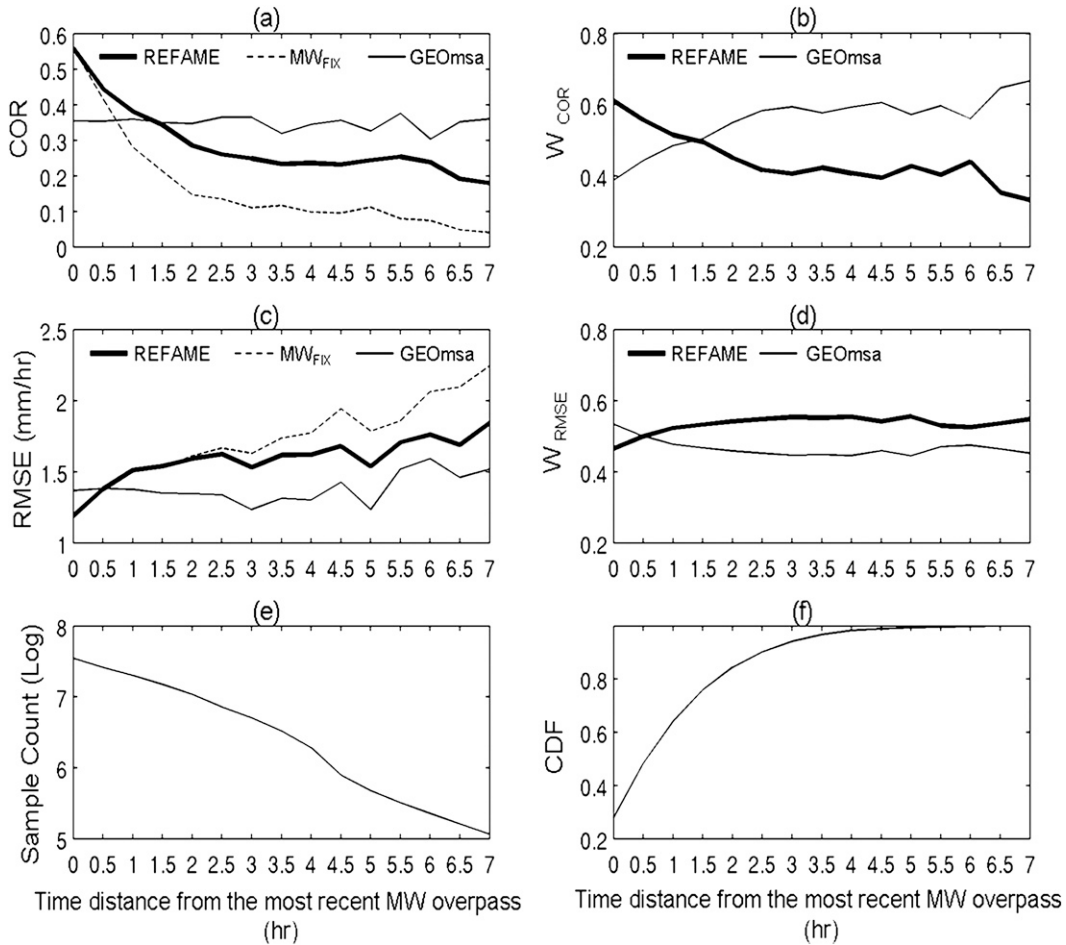 (a)
COR
0.6
0.5
0.4
0.3
0.2
0.1
0
REFAME MW_FIX GEOmsa
0 0.5 1 1.5 2 2.5 3 3.5 4 4.5 5 5.5 6 6.5 7
(b)
W COR
0.8
0.6
0.4
0.2
REFAME GEOmsa
0 0.5 1 1.5 2 2.5 3 3.5 4 4.5 5 5.5 6 6.5 7
(c)
RMSE (mm/hr)
2.5
2
1.5
1
REFAME MW_FIX GEOmsa
0 0.5 1 1.5 2 2.5 3 3.5 4 4.5 5 5.5 6 6.5 7
(d)
W RMSE
0.8
0.6
0.4
0.2
REFAME GEOmsa
0 0.5 1 1.5 2 2.5 3 3.5 4 4.5 5 5.5 6 6.5 7
(e)
Sample Count (Log)
8
7
6
5
0 0.5 1 1.5 2 2.5 3 3.5 4 4.5 5 5.5 6 6.5 7
Time distance from the most recent MW overpass
(hr)
(f)
CDF
0.8
0.6
0.4
0.2
0 0.5 1 1.5 2 2.5 3 3.5 4 4.5 5 5.5 6 6.5 7
Time distance from the most recent MW overpass
(hr)